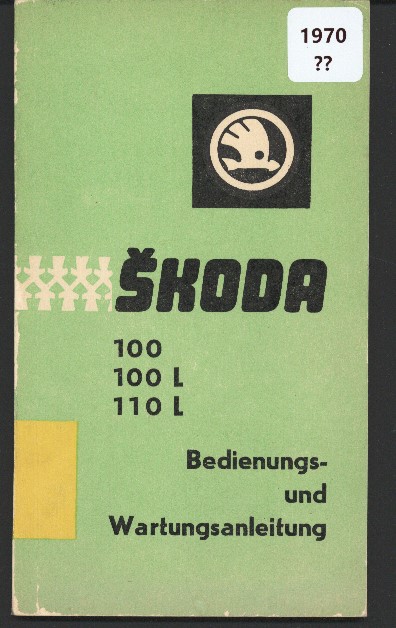 1970
??
ŠKODA
100
100 L
110 L
Bedienungs-
und
Wartungsanleitung